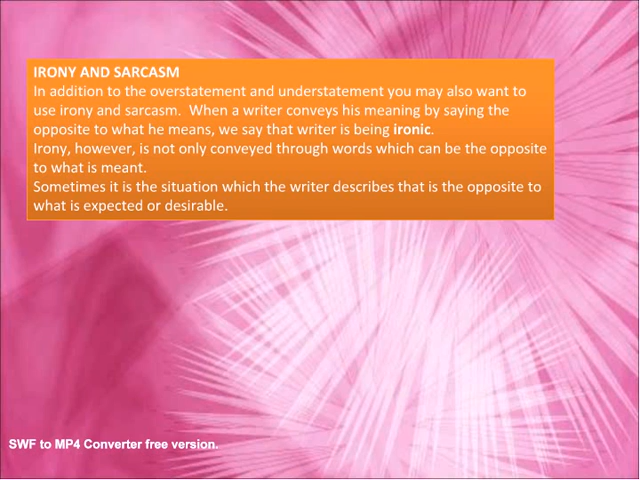 IRONY AND SARCASM
In addition to the overstatement and understatement you may also want to
use irony and sarcasm.  When a writer conveys his meaning by saying the
opposite to what he means, we say that writer is being ironic.
Irony, however, is not only conveyed through words which can be the opposite
to what is meant.
Sometimes it is the situation which the writer describes that is the opposite to
what is expected or desirable.
SWF to MP4 Converter free version.